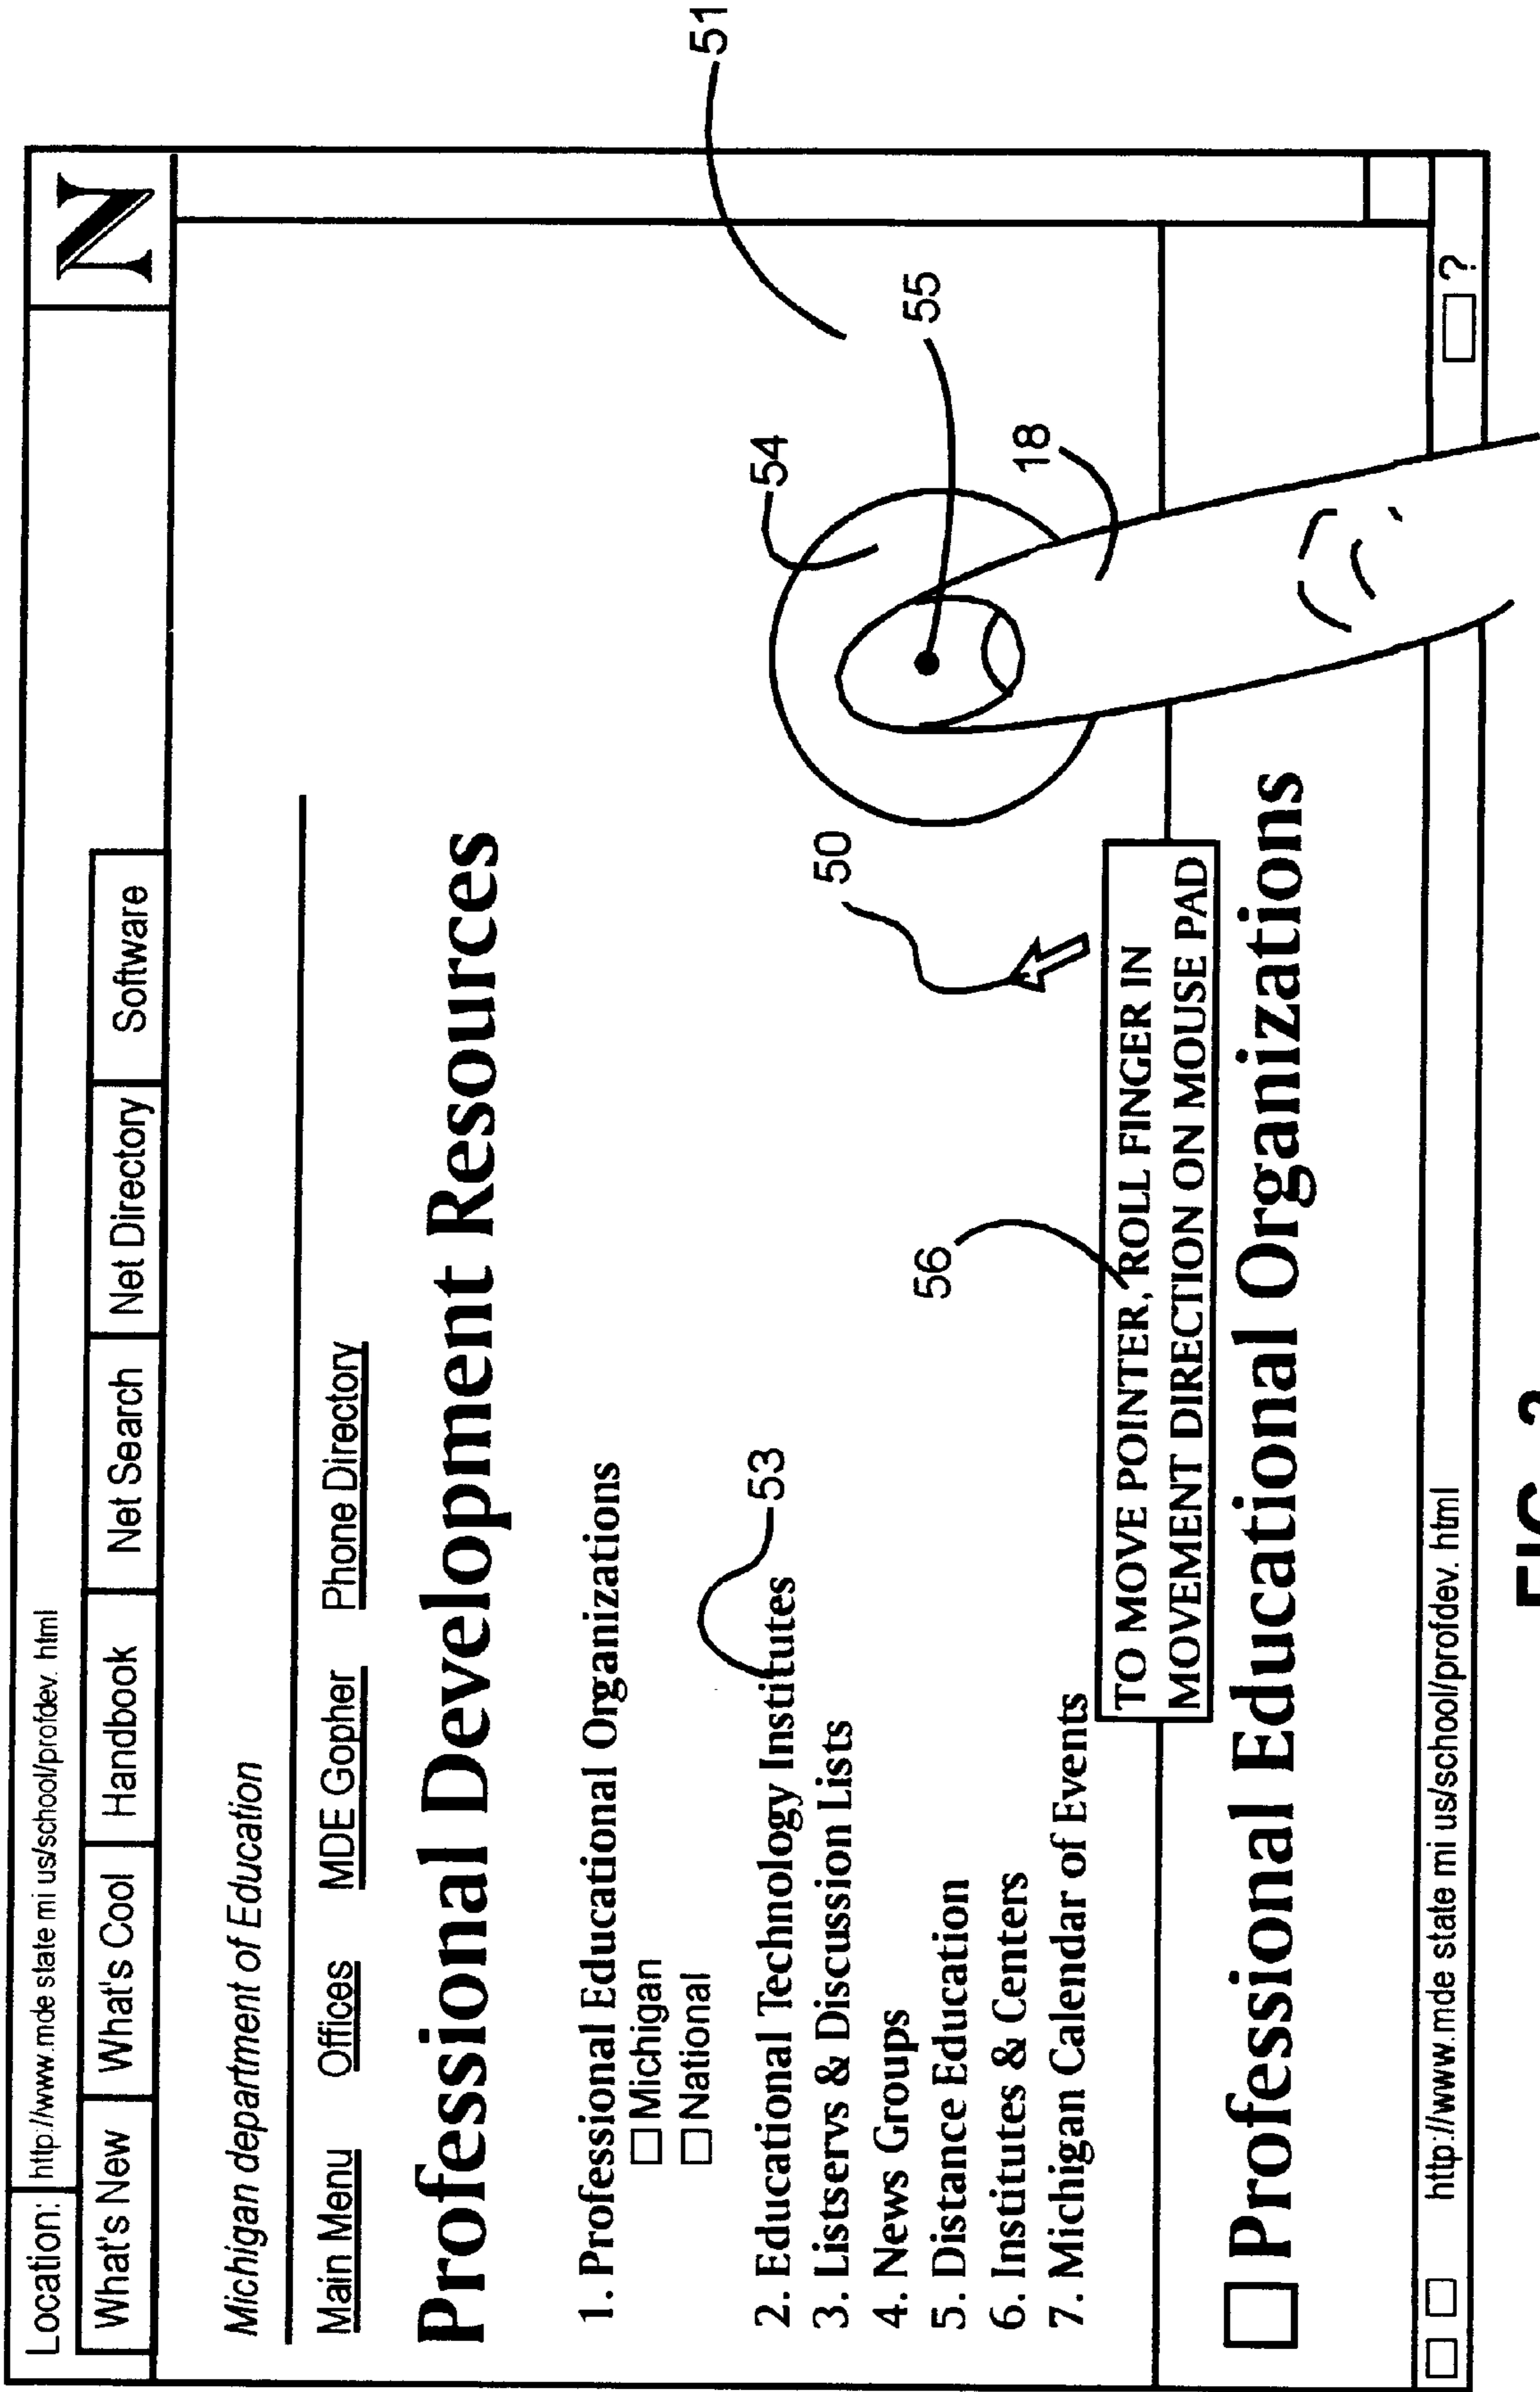 Location: http://www.mde state mi us/school/profdev. html
N
What's New What's Cool Handbook Net Search Net Directory Software
Michigan department of Education
Main Menu Offices MDE Gopher Phone Directory
Professional Development Resources
1. Professional Educational Organizations
Michigan
National
53
2. Educational Technology Institutes
3. Listservs & Discussion Lists
4. News Groups
5. Distance Education
6. Institutes & Centers
7. Michigan Calendar of Events
51
54
50
55
56
18
TO MOVE POINTER, ROLL FINGER IN
MOVEMENT DIRECTION ON MOUSE PAD
Professional Educational Organizations
http://www.mde state mi us/school/profdev. html
?